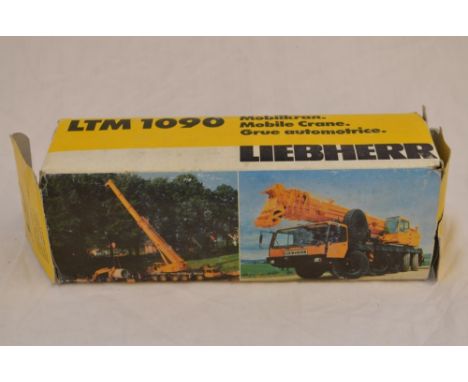 LTM 1090
Mobilkran.
Mobile Crane.
Grue automotrice.
LIEBHERR